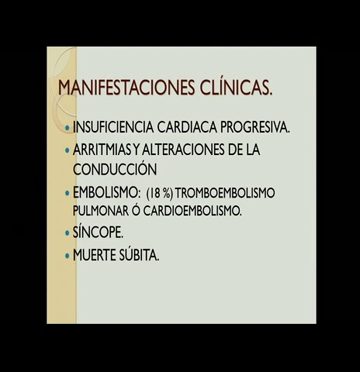 MANIFESTACIONES CLÍNICAS.
INSUFICIENCIA CARDIACA PROGRESIVA.
ARRITMIAS Y ALTERACIONES DE LA
CONDUCCIÓN
EMBOLISMO: (18 %) TROMBOEMBOLISMO
PULMONAR Ó CARDIOEMBOLISMO.
SÍNCOPE.
MUERTE SÚBITA.